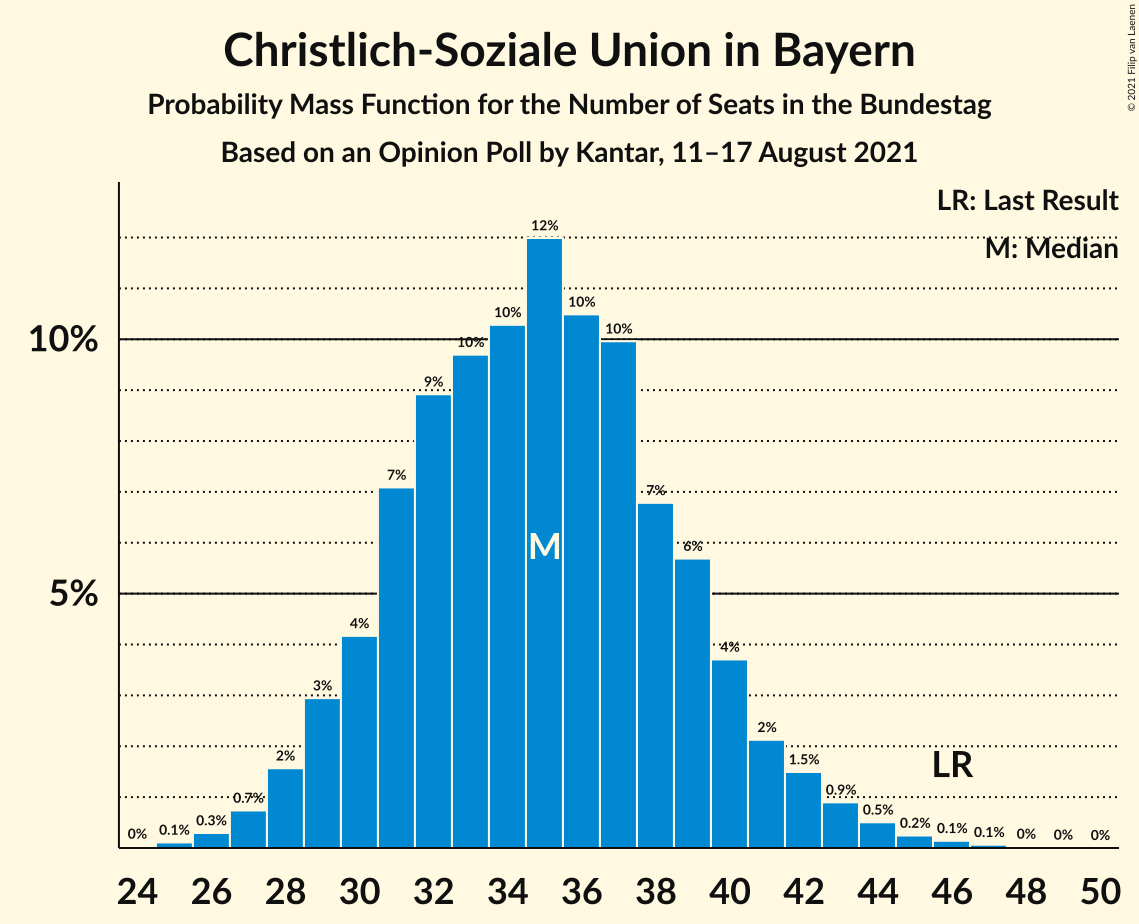 Christlich-Soziale Union in Bayern
Probability Mass Function for the Number of Seats in the Bundestag
Based on an Opinion Poll by Kantar, 11–17 August 2021
© 2021 Filip van Laenen
LR: Last Result
M: Median
10%
5%
0% 0.1% 0.3% 0.7% 2% 3% 4% 7% 9% 10% 10% 12% 10% 10% 7% 6% 4% 2% 1.5% 0.9% 0.5% 0.2% 0.1% 0.1% 0% 0% 0%
M
LR
24 26 28 30 32 34 36 38 40 42 44 46 48 50